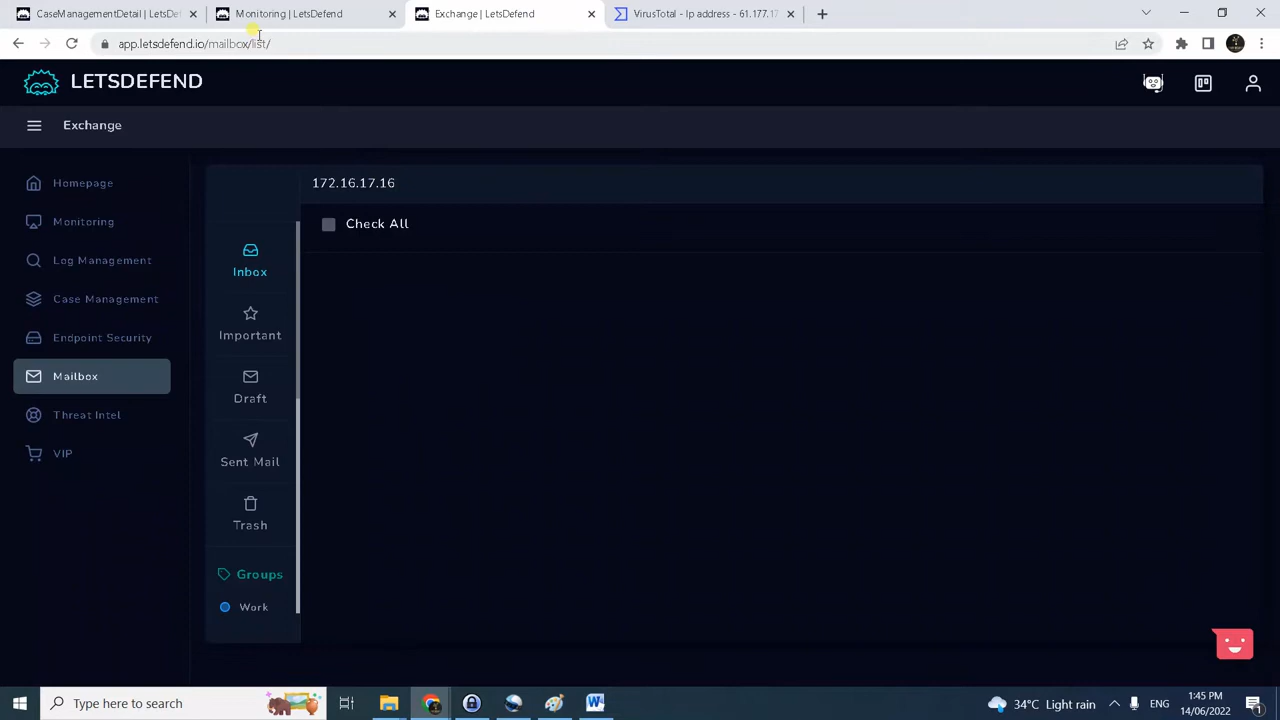 CaseManagementDetail | LetsDefend
Monitoring | LetsDefend
Exchange | LetsDefend
VirusTotal - Ip address - 61.177.17
app.letsdefend.io/mailbox/list/
LETSDEFEND
Exchange
Homepage
Monitoring
Log Management
Case Management
Endpoint Security
Mailbox
Threat Intel
VIP
172.16.17.16
Check All
Inbox
Important
Draft
Sent Mail
Trash
Groups
Work
Type here to search
34°C Light rain
ENG
1:45 PM
14/06/2022
1